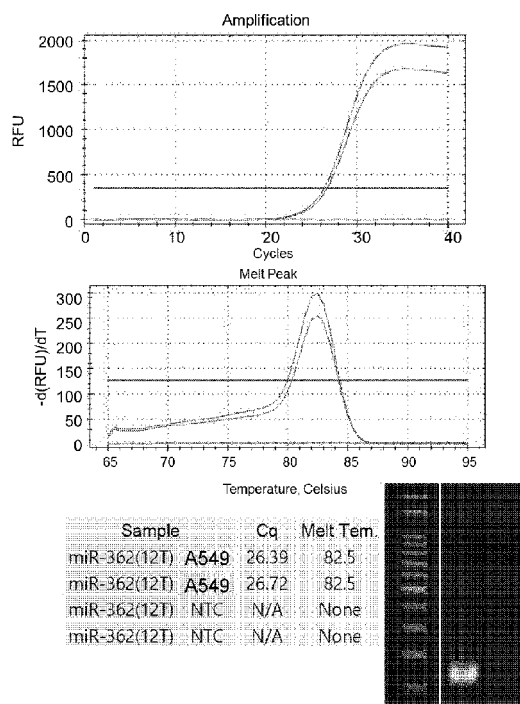 Amplification
2000
1500
1000
500
0
RFU
0 10 20 30 40
Cycles
Melt Peak
300
250
200
150
100
50
0
-d(RFU)/dT
65 70 75 80 85 90 95
Temperature, Celsius
Sample Cq Melt Tem.
miR-362(12T) A549 26.39 82.5
miR-362(12T) A549 26.72 82.5
miR-362(12T) NTC N/A None
miR-362(12T) NTC N/A None